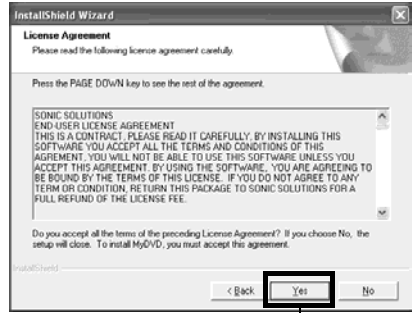 InstallShield Wizard
License Agreement
Please read the following license agreement carefully.
Press the PAGE DOWN key to see the rest of the agreement.
SONIC SOLUTIONS
END-USER LICENSE AGREEMENT
THIS IS A CONTRACT. PLEASE READ IT CAREFULLY. BY INSTALLING THIS
SOFTWARE YOU ACCEPT ALL THE TERMS AND CONDITIONS OF THIS
AGREMENT. YOU WILL NOT BE ABLE TO USE THIS SOFTWARE UNLESS YOU
ACCEPT THIS AGREEMENT. BY USING THE SOFTWARE, YOU ARE AGREEING TO
BE BOUND BY THE TERMS OF THIS LICENSE. IF YOU DO NOT AGREE TO ANY
TERM OR CONDITION, RETURN THIS PACKAGE TO SONIC SOLUTIONS FOR A
FULL REFUND OF THE LICENSE FEE.
Do you accept all the terms of the preceding License Agreement? If you choose No, the
setup will close. To install MyDVD, you must accept this agreement.
InstallShield
< Back Yes No